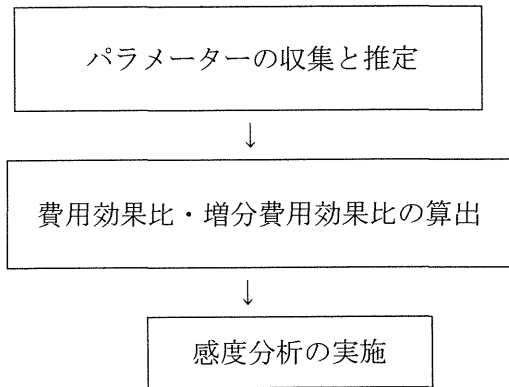 パラメーターの収集と推定
↓
費用効果比・増分費用効果比の算出
↓
感度分析の実施